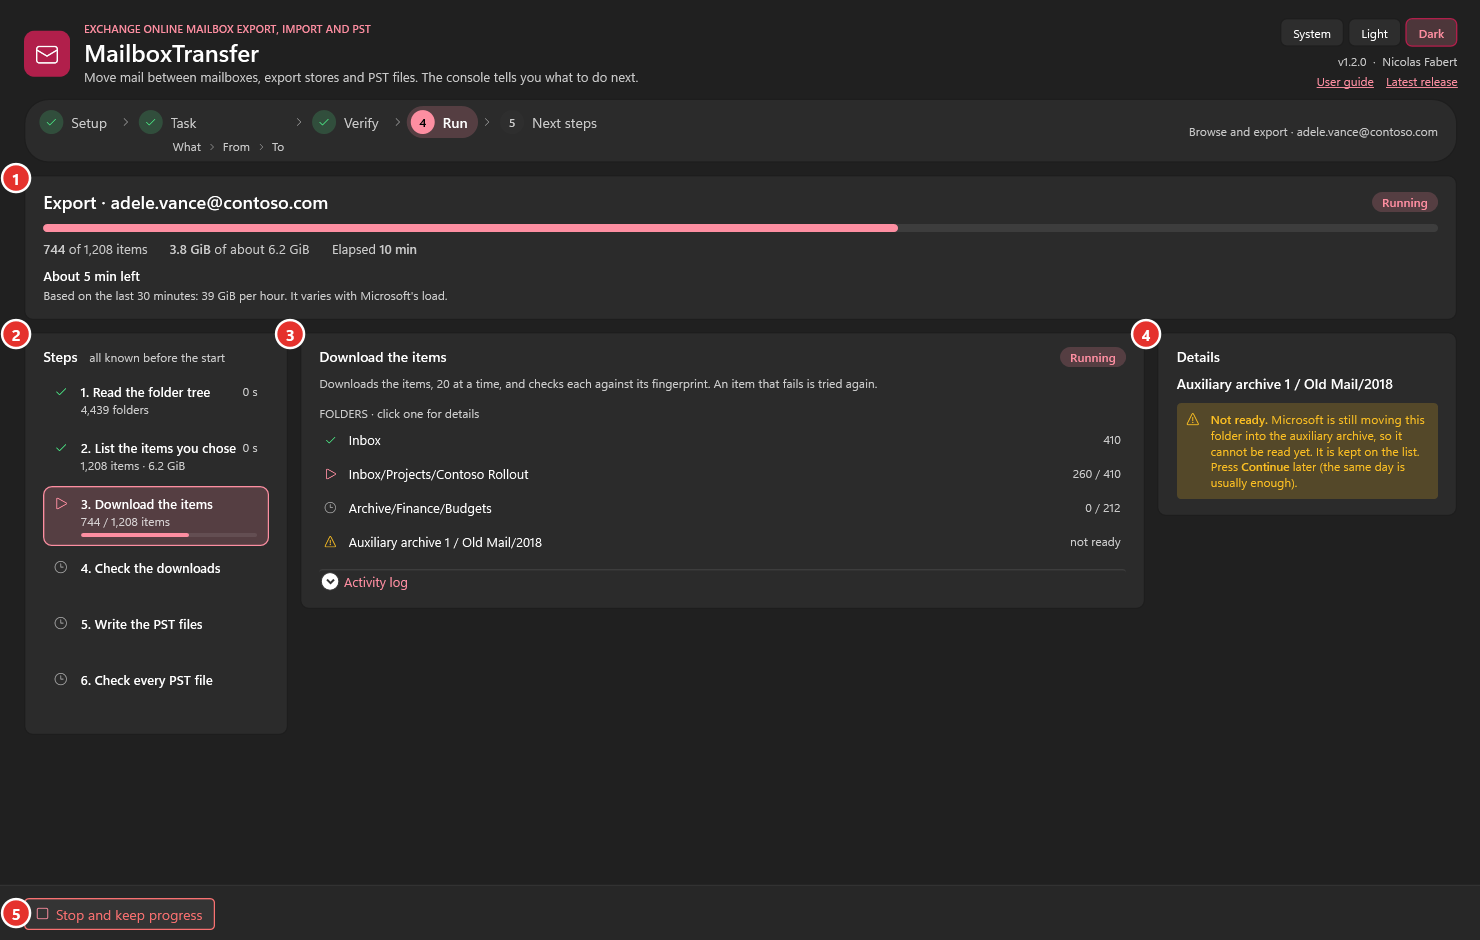 EXCHANGE ONLINE MAILBOX EXPORT, IMPORT AND PST
MailboxTransfer
Move mail between mailboxes, export stores and PST files. The console tells you what to do next.
System
Light
Dark
v1.2.0 · Nicolas Fabert
User guide
Latest release
Setup
Task
Verify
4
Run
5
Next steps
What
From
To
Browse and export · adele.vance@contoso.com
1
Export · adele.vance@contoso.com
Running
744 of 1,208 items
3.8 GiB of about 6.2 GiB
Elapsed 10 min
About 5 min left
Based on the last 30 minutes: 39 GiB per hour. It varies with Microsoft's load.
2
Steps
all known before the start
1. Read the folder tree
0 s
4,439 folders
2. List the items you chose
0 s
1,208 items · 6.2 GiB
3. Download the items
744 / 1,208 items
4. Check the downloads
5. Write the PST files
6. Check every PST file
3
Download the items
Running
Downloads the items, 20 at a time, and checks each against its fingerprint. An item that fails is tried again.
FOLDERS · click one for details
Inbox
410
Inbox/Projects/Contoso Rollout
260 / 410
Archive/Finance/Budgets
0 / 212
Auxiliary archive 1 / Old Mail/2018
not ready
Activity log
4
Details
Auxiliary archive 1 / Old Mail/2018
Not ready. Microsoft is still moving this
folder into the auxiliary archive, so it
cannot be read yet. It is kept on the list.
Press Continue later (the same day is
usually enough).
5
Stop and keep progress